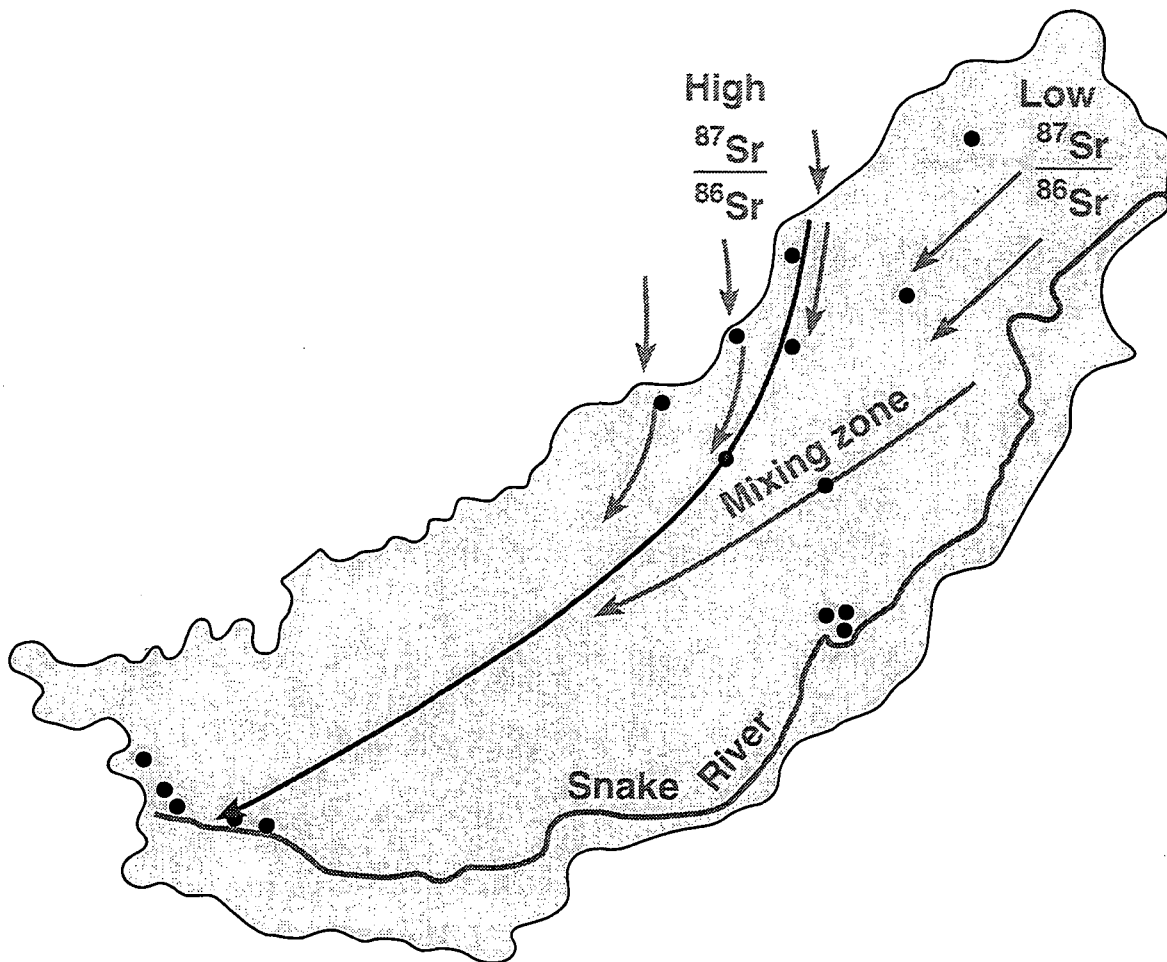 High
⁸⁷Sr
⁸⁶Sr
Low
⁸⁷Sr
⁸⁶Sr
Mixing zone
Snake River